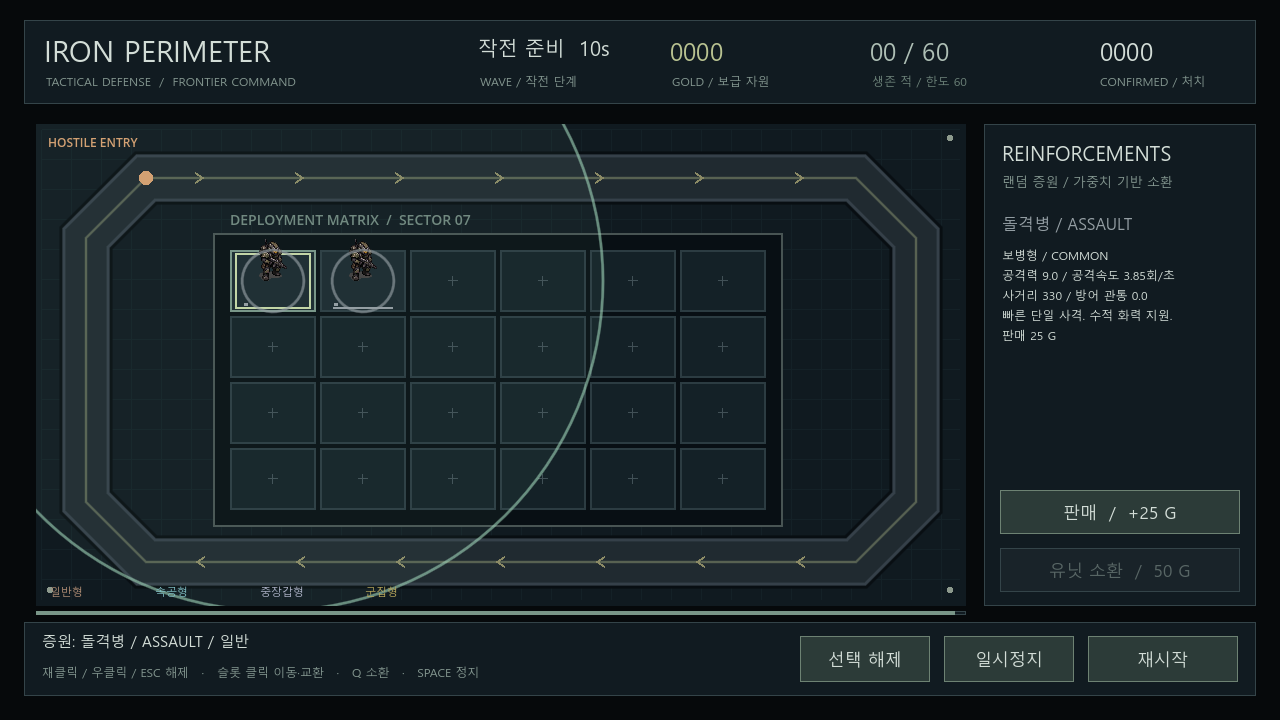 IRON PERIMETER
TACTICAL DEFENSE / FRONTIER COMMAND
작전 준비 10s
WAVE / 작전 단계
0000
GOLD / 보급 자원
00 / 60
생존 적 / 한도 60
0000
CONFIRMED / 처치
HOSTILE ENTRY
DEPLOYMENT MATRIX / SECTOR 07
일반형
속공형
중장갑형
군집형
REINFORCEMENTS
랜덤 증원 / 가중치 기반 소환
돌격병 / ASSAULT
보병형 / COMMON
공격력 9.0 / 공격속도 3.85회/초
사거리 330 / 방어 관통 0.0
빠른 단일 사격. 수적 화력 지원.
판매 25 G
판매 / +25 G
유닛 소환 / 50 G
증원: 돌격병 / ASSAULT / 일반
재클릭 / 우클릭 / ESC 해제 · 슬롯 클릭 이동·교환 · Q 소환 · SPACE 정지
선택 해제
일시정지
재시작